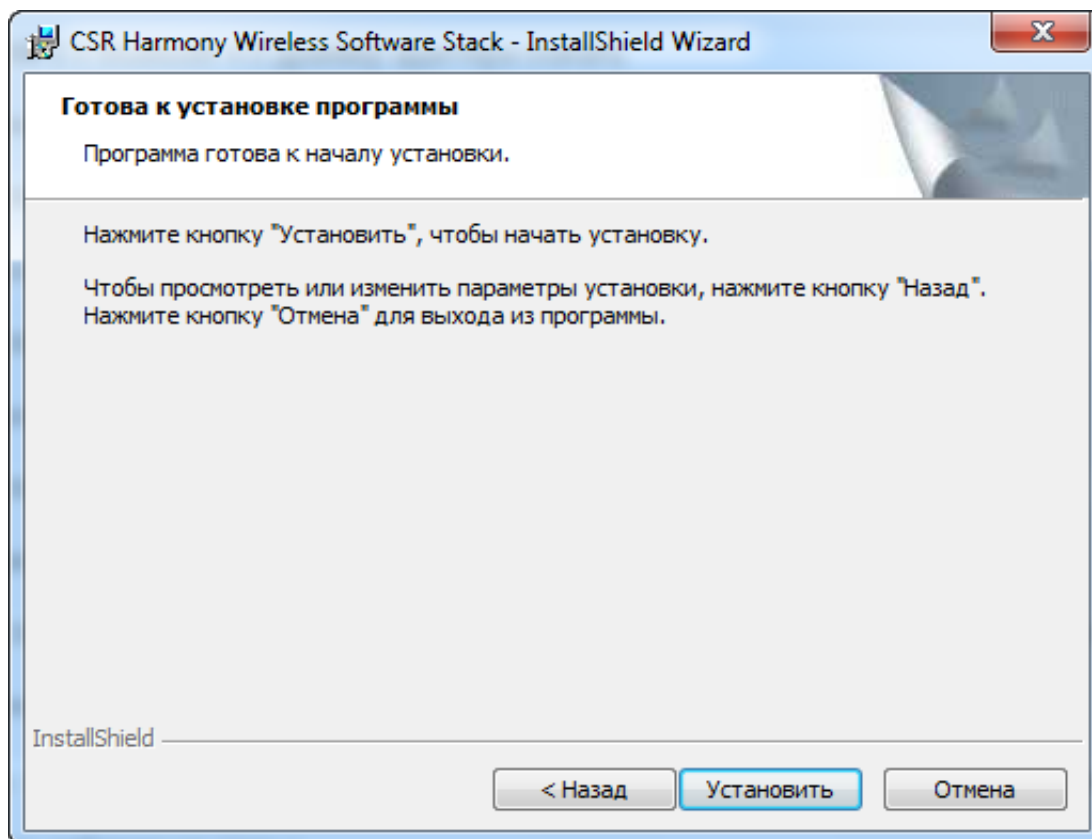 CSR Harmony Wireless Software Stack - InstallShield Wizard
Готова к установке программы
Программа готова к началу установки.
Нажмите кнопку "Установить", чтобы начать установку.
Чтобы просмотреть или изменить параметры установки, нажмите кнопку "Назад".
Нажмите кнопку "Отмена" для выхода из программы.
InstallShield
< Назад
Установить
Отмена